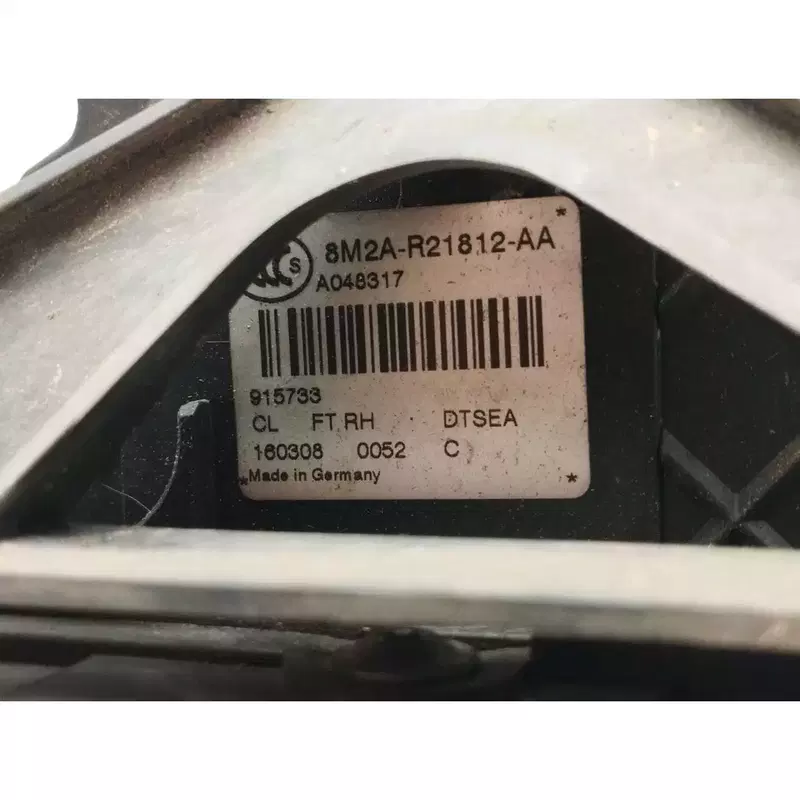 S 8M2A-R21812-AA *
A048317
915733
CL FT RH DTSEA
160308 0052 C
*Made in Germany *